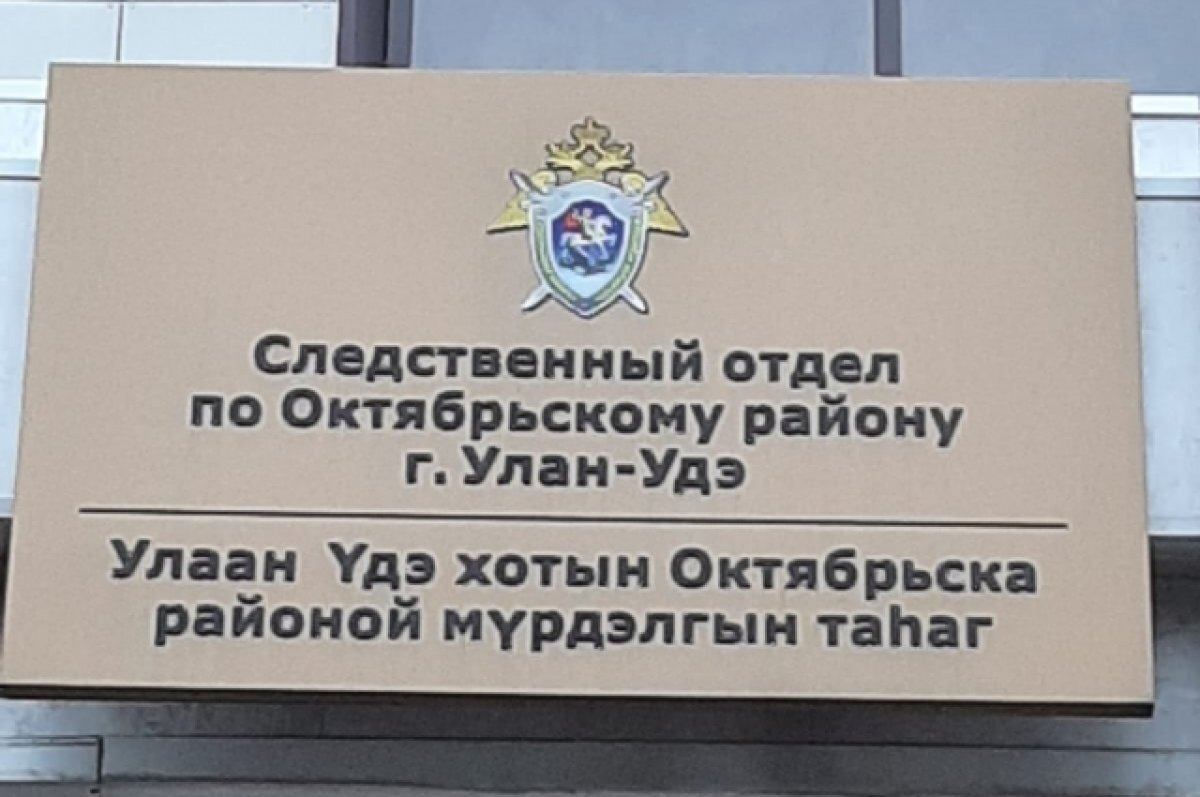 Следственный отдел
по Октябрьскому району
г. Улан-Удэ
Улаан Үдэ хотын Октябрьска
районой мүрдэлгын таһаг